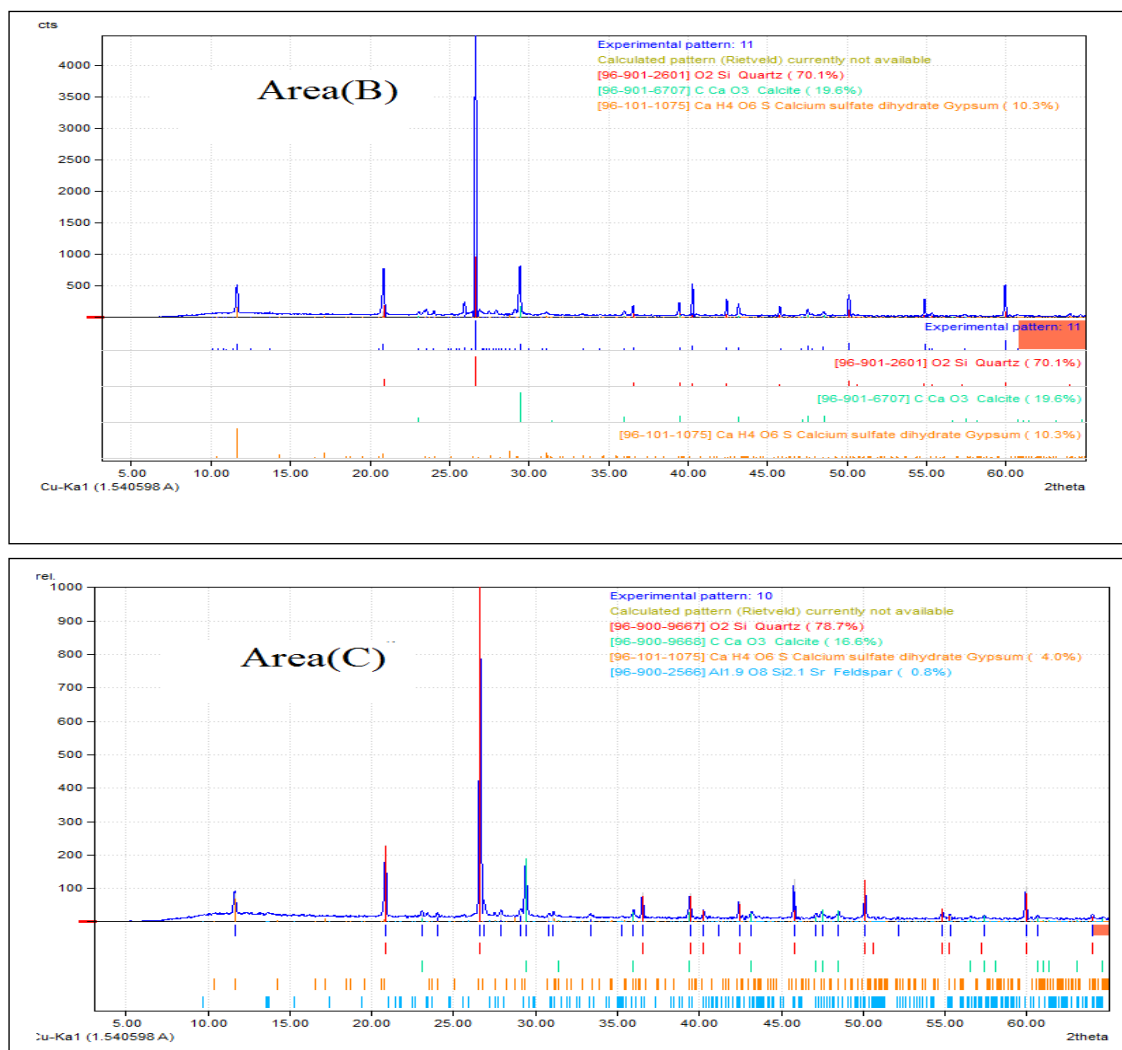 cts
Experimental pattern: 11
Calculated pattern (Rietveld) currently not available
[96-901-2601] O2 Si Quartz ( 70.1%)
[96-901-6707] C Ca O3 Calcite ( 19.6%)
[96-101-1075] Ca H4 O6 S Calcium sulfate dihydrate Gypsum ( 10.3%)
Area(B)
4000
3500
3000
2500
2000
1500
1000
500
Experimental pattern: 11
[96-901-2601] O2 Si Quartz ( 70.1%)
[96-901-6707] C Ca O3 Calcite ( 19.6%)
[96-101-1075] Ca H4 O6 S Calcium sulfate dihydrate Gypsum ( 10.3%)
5.00 10.00 15.00 20.00 25.00 30.00 35.00 40.00 45.00 50.00 55.00 60.00
Cu-Ka1 (1.540598 A) 2theta
rel.
Experimental pattern: 10
Calculated pattern (Rietveld) currently not available
[96-900-9667] O2 Si Quartz ( 78.7%)
[96-900-9668] C Ca O3 Calcite ( 16.6%)
[96-101-1075] Ca H4 O6 S Calcium sulfate dihydrate Gypsum ( 4.0%)
[96-900-2566] Al1.9 O8 Si2.1 Sr Feldspar ( 0.8%)
Area(C)
1000
900
800
700
600
500
400
300
200
100
5.00 10.00 15.00 20.00 25.00 30.00 35.00 40.00 45.00 50.00 55.00 60.00
:u-Ka1 (1.540598 A) 2theta